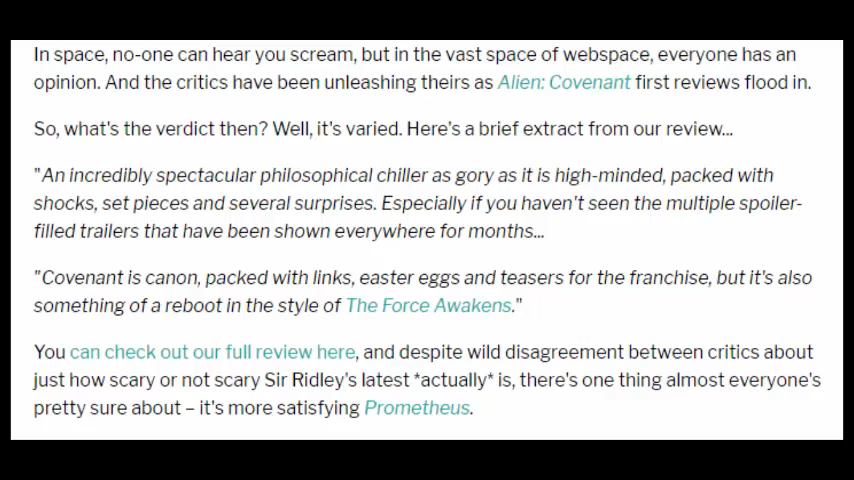 In space, no-one can hear you scream, but in the vast space of webspace, everyone has an
opinion. And the critics have been unleashing theirs as Alien: Covenant first reviews flood in.
So, what's the verdict then? Well, it's varied. Here's a brief extract from our review...
"An incredibly spectacular philosophical chiller as gory as it is high-minded, packed with
shocks, set pieces and several surprises. Especially if you haven't seen the multiple spoiler-
filled trailers that have been shown everywhere for months...
"Covenant is canon, packed with links, easter eggs and teasers for the franchise, but it's also
something of a reboot in the style of The Force Awakens."
You can check out our full review here, and despite wild disagreement between critics about
just how scary or not scary Sir Ridley's latest *actually* is, there's one thing almost everyone's
pretty sure about – it's more satisfying Prometheus.